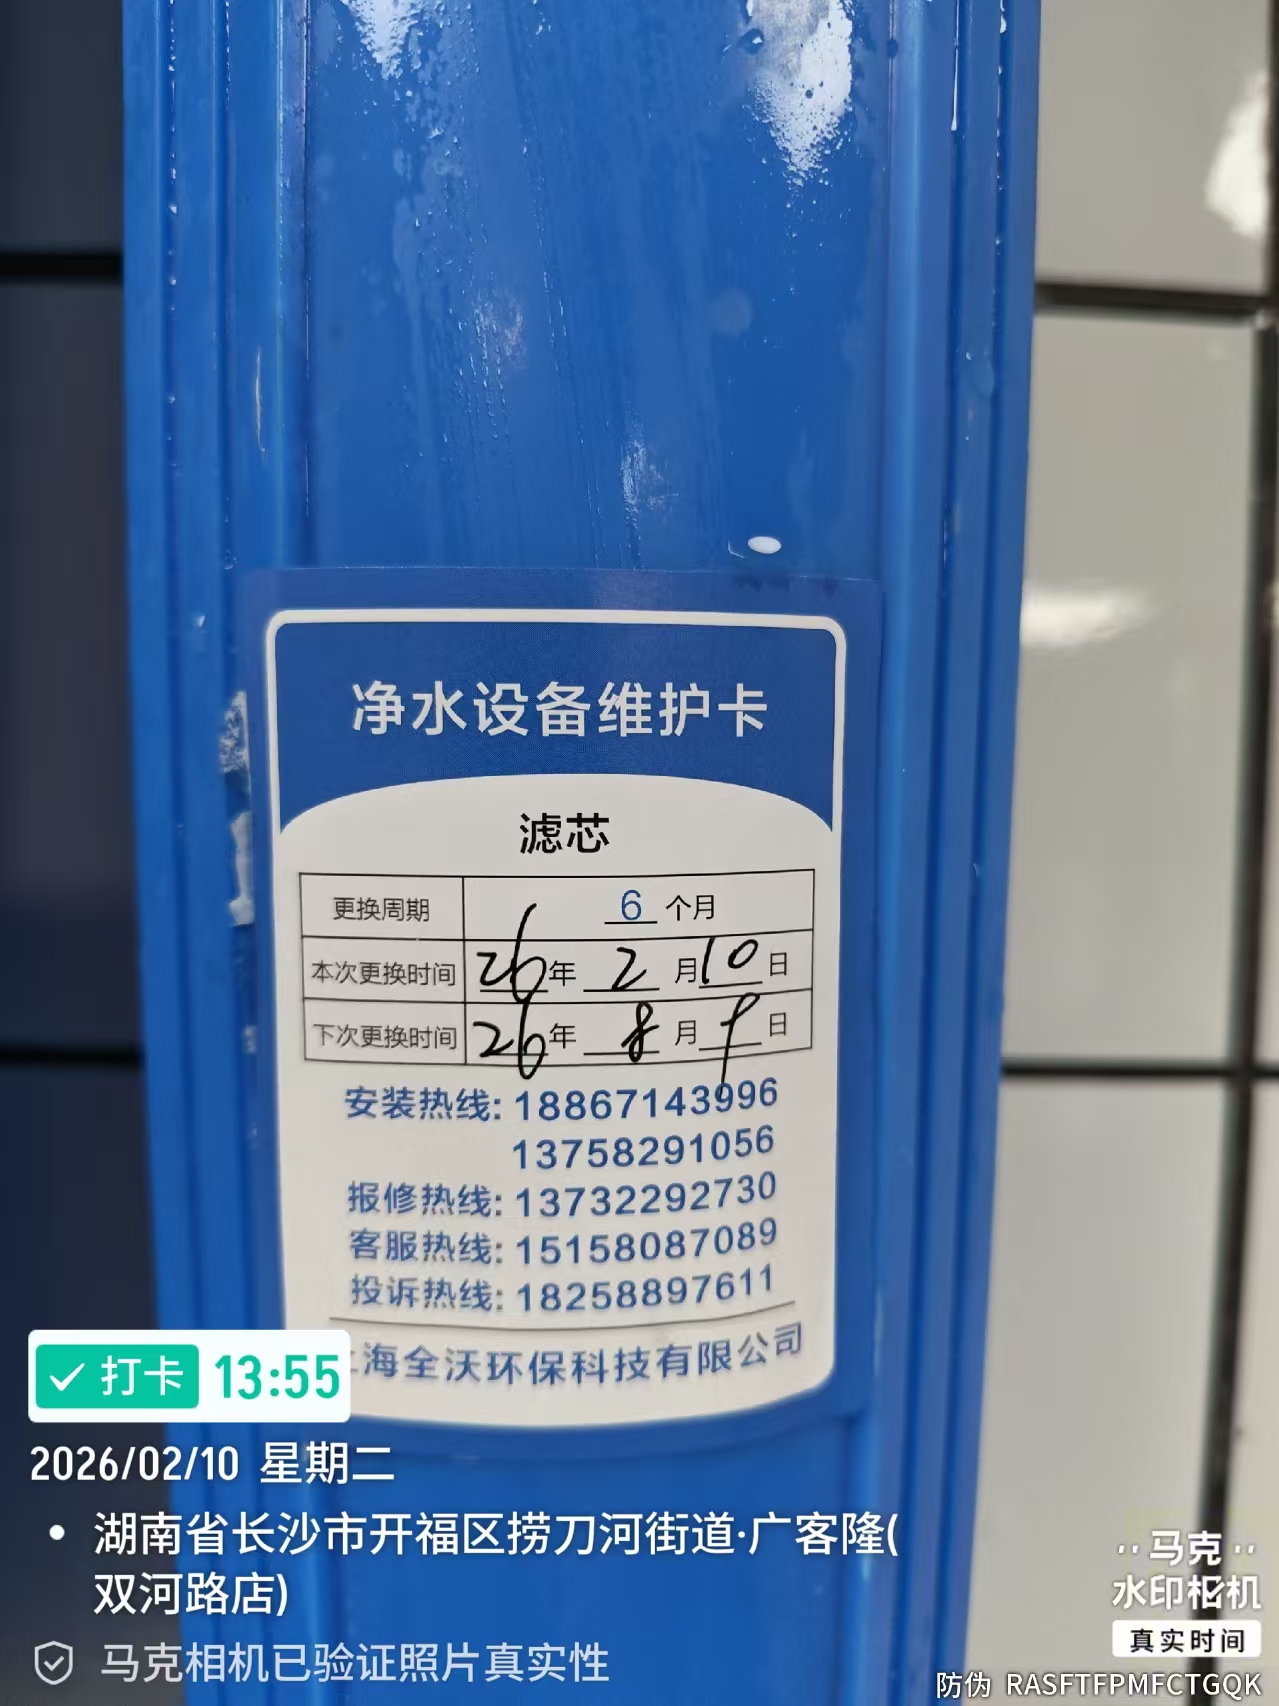 净水设备维护卡
滤芯
更换周期 6 个月
本次更换时间 26年 2 月10日
下次更换时间 26年 8 月9日
安装热线: 18867143996
13758291056
报修热线: 13732292730
客服热线: 15158087089
投诉热线: 18258897611
海全沃环保科技有限公司
打卡 13:55
2026/02/10 星期二
湖南省长沙市开福区捞刀河街道·广客隆(
双河路店)
马克相机已验证照片真实性
马克
水印相机
真实时间
防伪 RASFTFPMFCTGQK